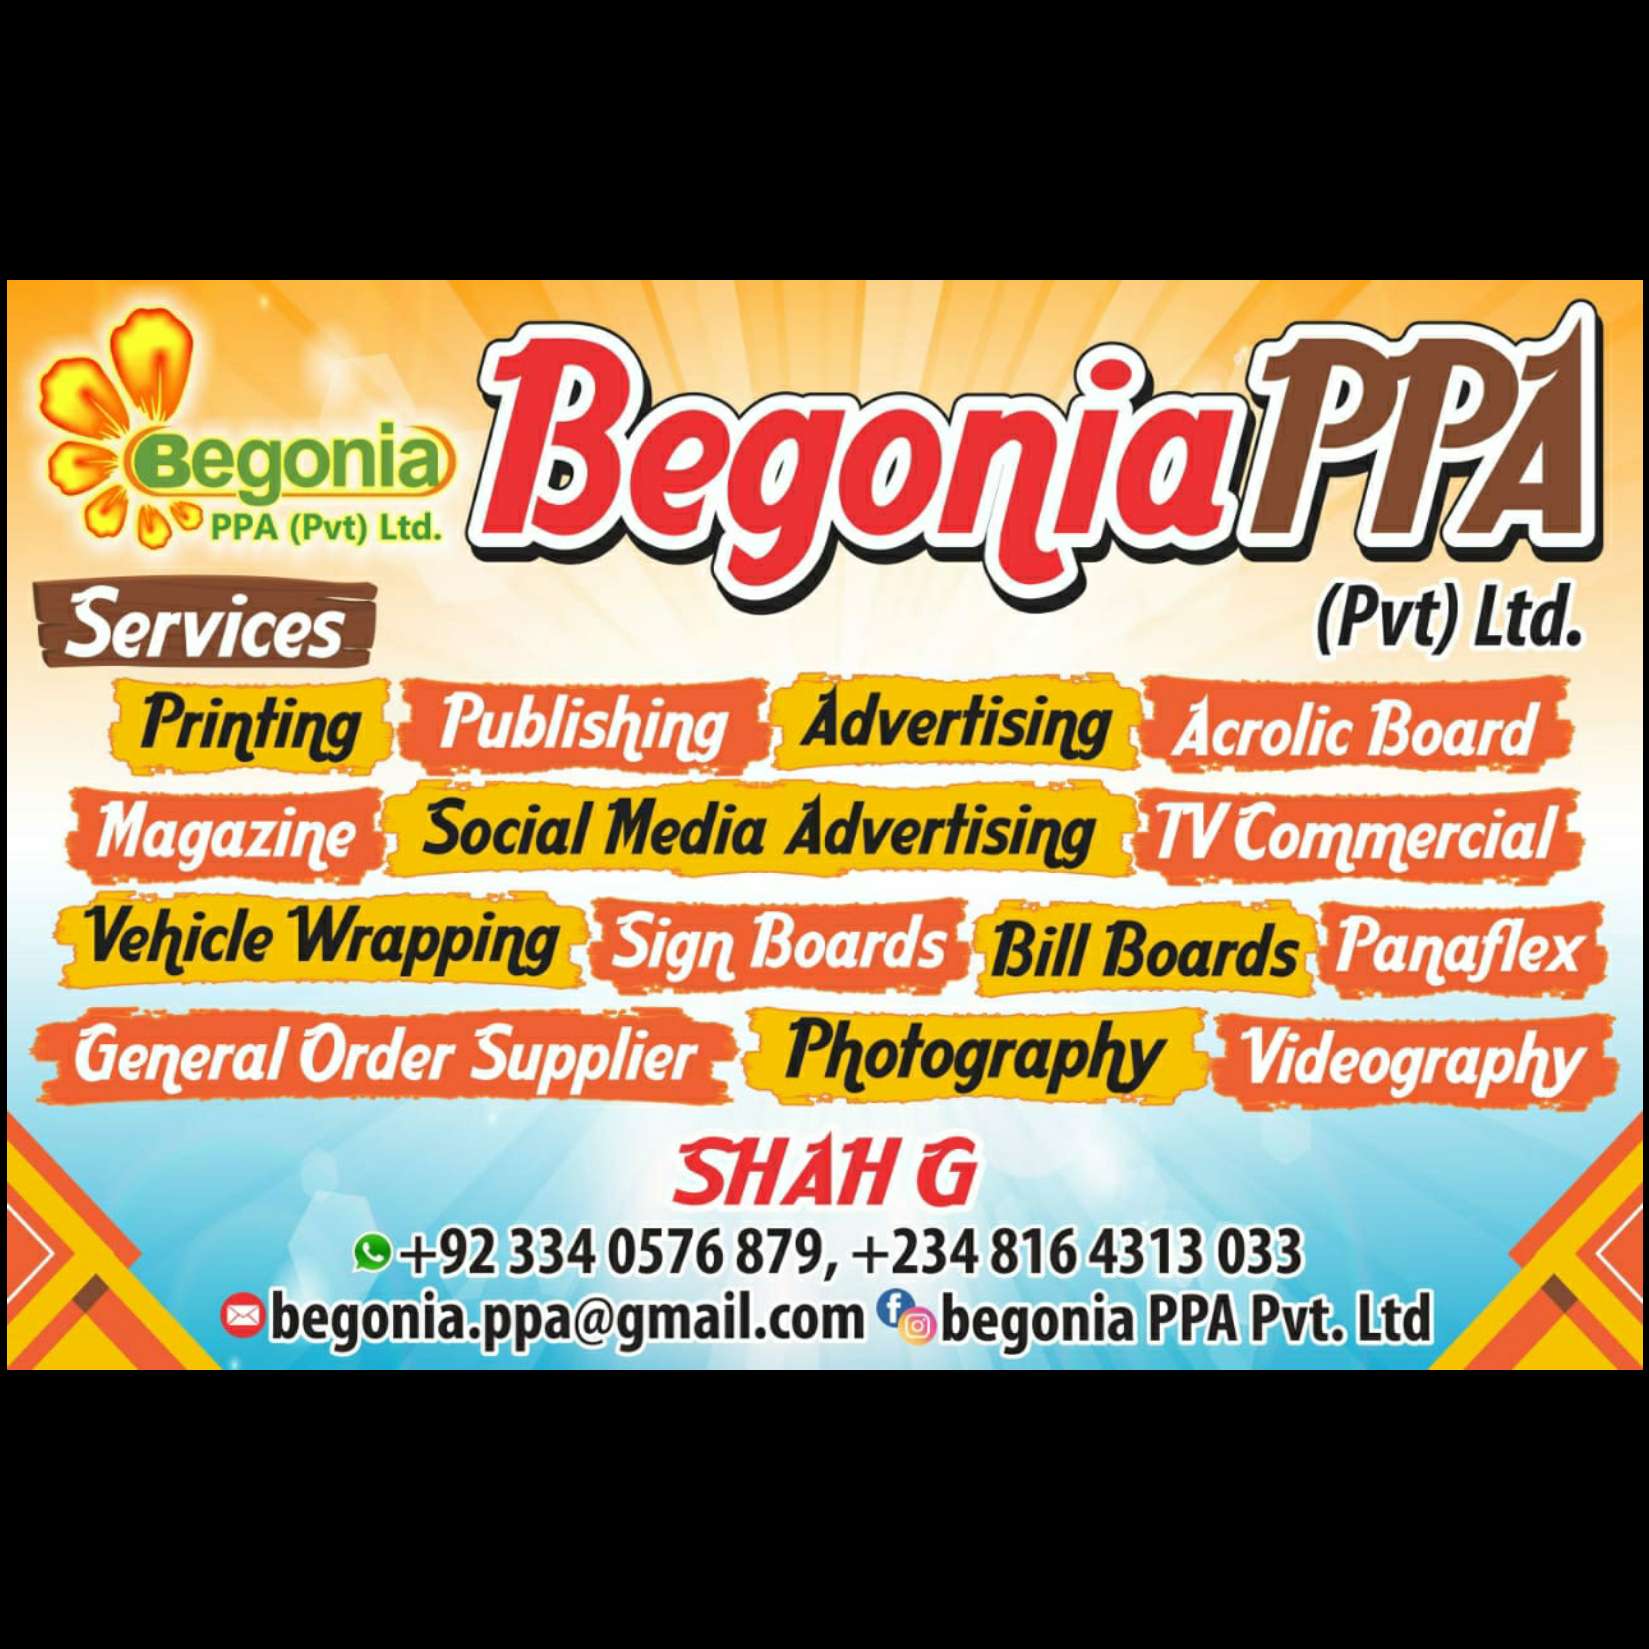 Begonia
PPA (Pvt) Ltd.
BegoniaPPA
(Pvt) Ltd.
Services
Printing Publishing Advertising Acrolic Board
Magazine Social Media Advertising TV Commercial
Vehicle Wrapping Sign Boards Bill Boards Panaflex
General Order Supplier Photography Videography
SHAH G
+92 334 0576 879, +234 816 4313 033
begonia.ppa@gmail.com begonia PPA Pvt. Ltd